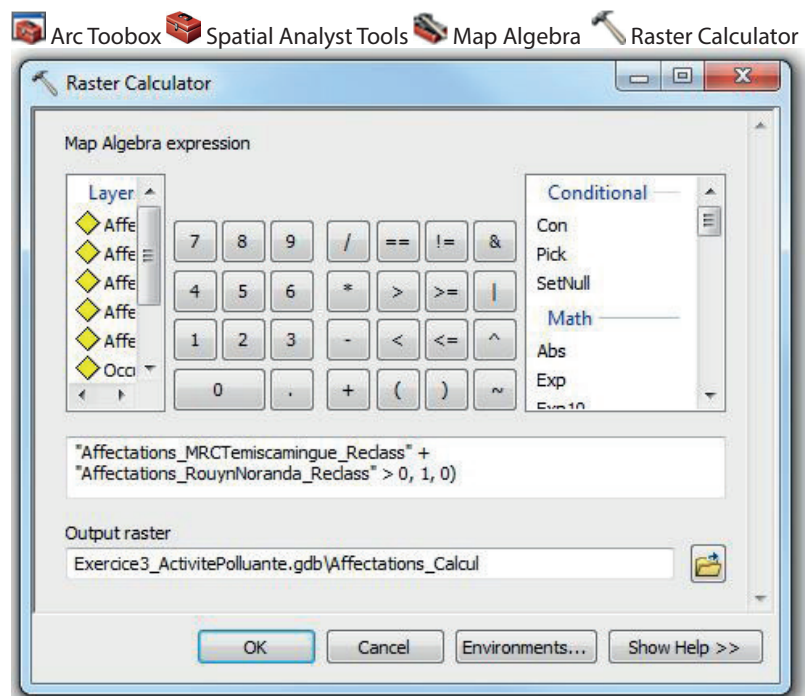 Arc Toobox Spatial Analyst Tools Map Algebra Raster Calculator
Raster Calculator
Map Algebra expression
Layer
Affe
Affe
Affe
Affe
Affe
Occ
7 8 9 / == != &
4 5 6 * > >= |
1 2 3 - < <= ^
0 . + ( ) ~
Conditional
Con
Pick
SetNull
Math
Abs
Exp
Exp10
"Affectations_MRCTemiscamingue_Reclass" +
"Affectations_RouynNoranda_Reclass" > 0, 1, 0)
Output raster
Exercice3_ActivitePolluante.gdb\Affectations_Calcul
OK Cancel Environments... Show Help >>